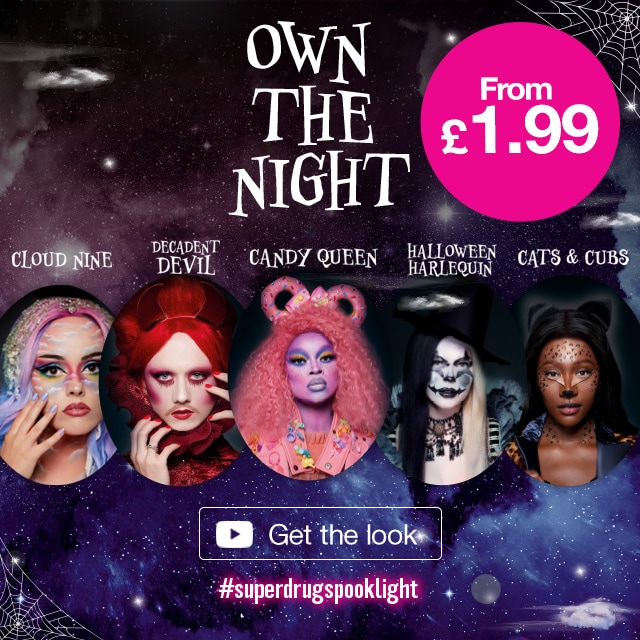 OWN
THE
NIGHT
From
£1.99
CLOUD NINE
DECADENT
DEVIL
CANDY QUEEN
HALLOWEEN
HARLEQUIN
CATS & CUBS
Get the look
#superdrugspooklight